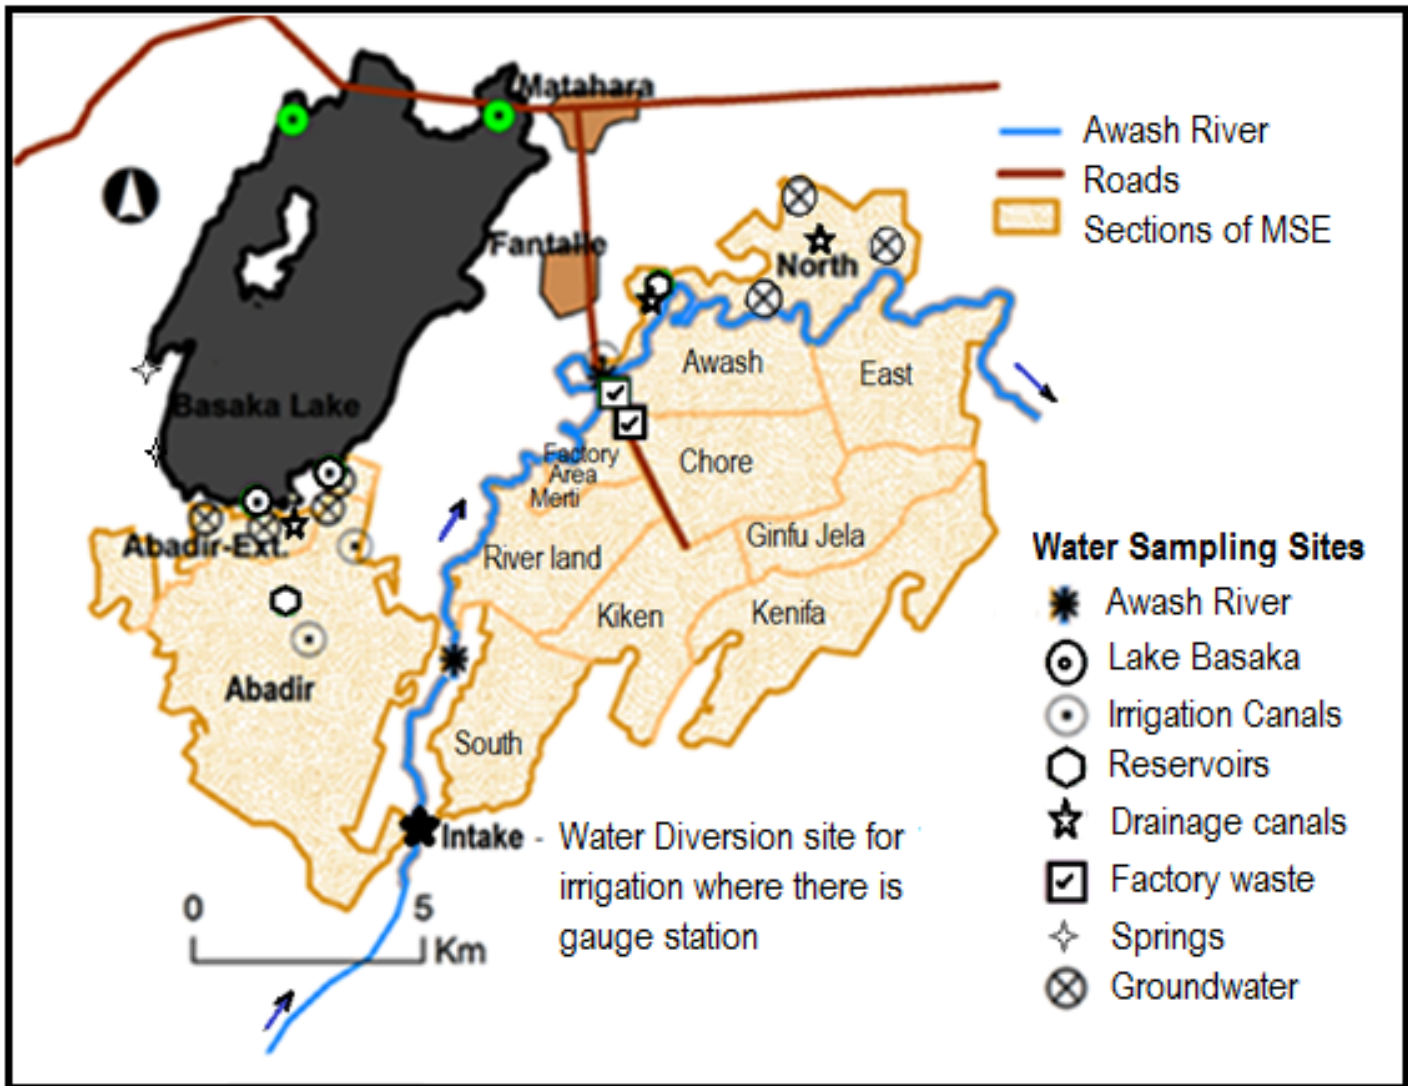 Matahara
Awash River
Roads
Sections of MSE
Fantalle
North
Awash
East
Basaka Lake
Factory
Area
Merti
Chore
Abadir-Ext.
River land
Ginfu Jela
Kiken
Kenifa
Abadir
South
Water Sampling Sites
Awash River
Lake Basaka
Irrigation Canals
Reservoirs
Drainage canals
Factory waste
Springs
Groundwater
Intake - Water Diversion site for
irrigation where there is
gauge station
0 5
Km